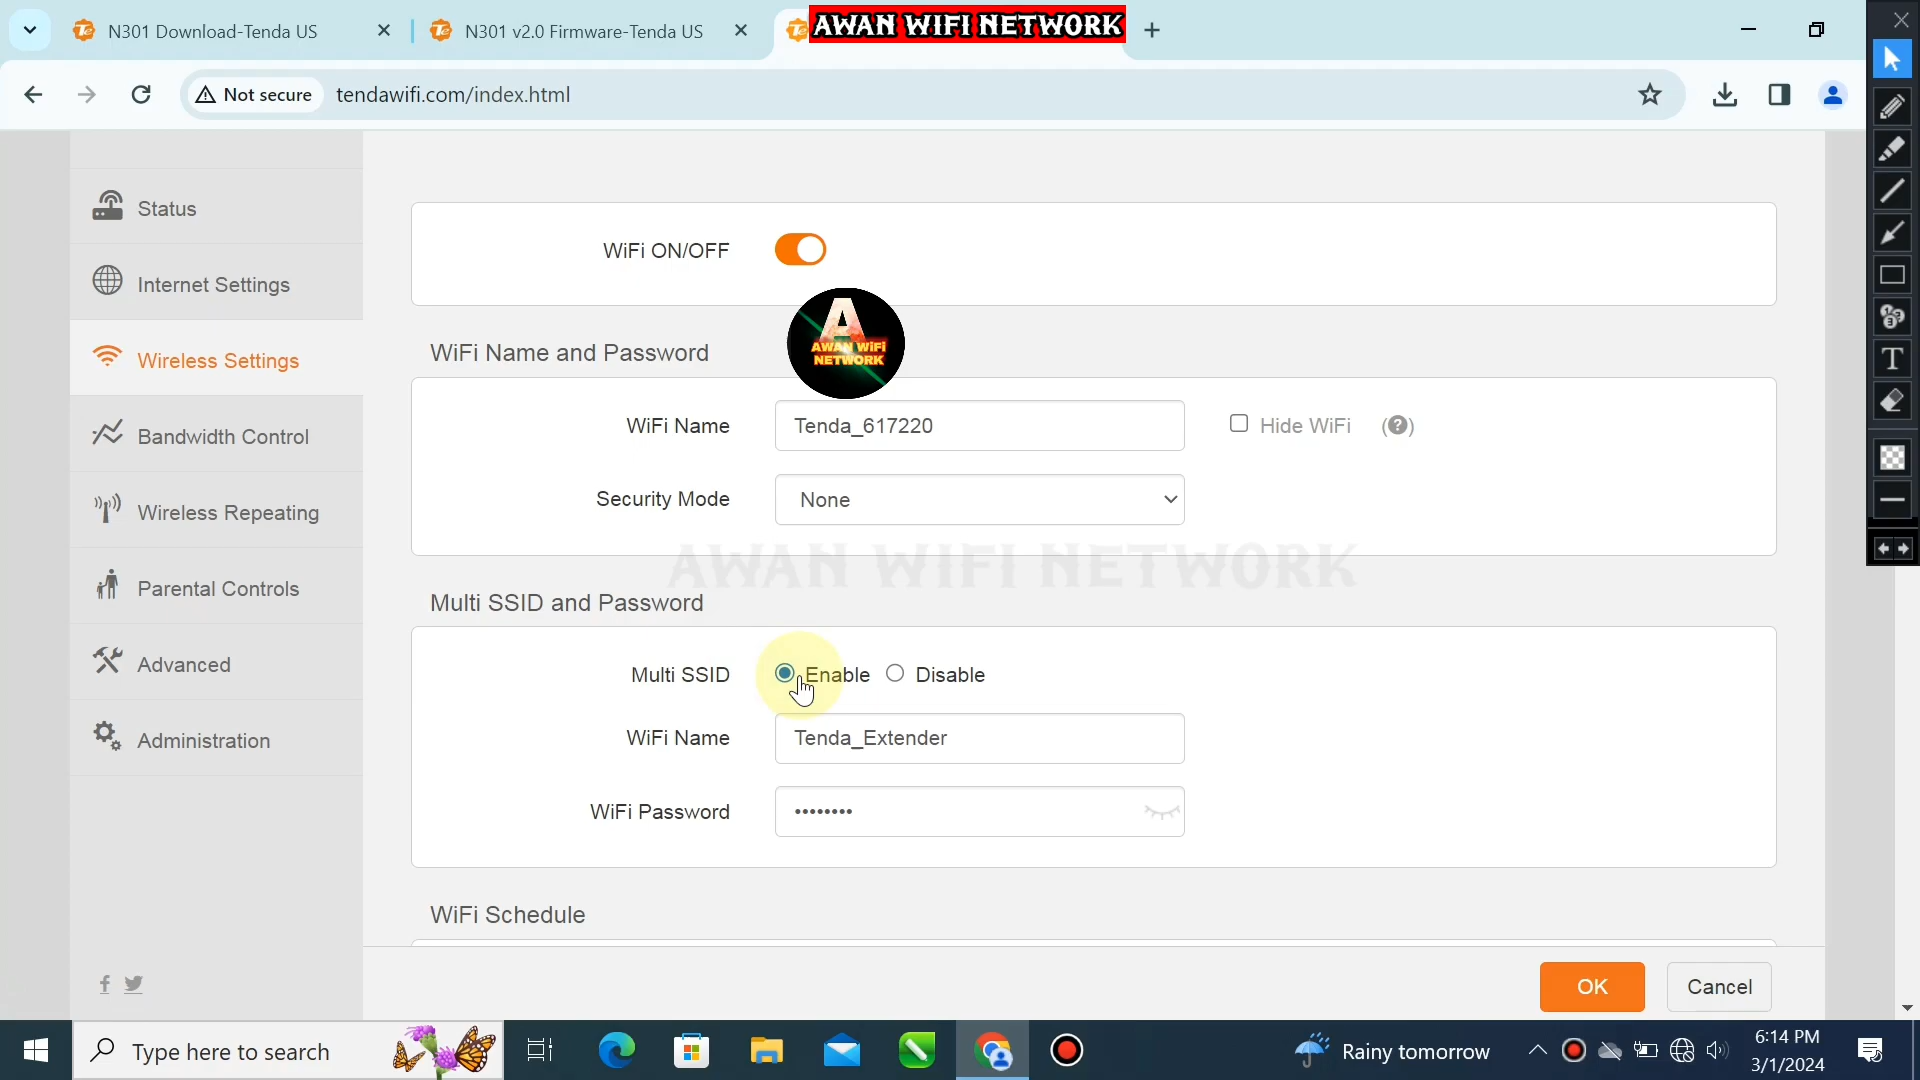 N301 Download-Tenda US
N301 v2.0 Firmware-Tenda US
AWAN WIFI NETWORK
Not secure
tendawifi.com/index.html
Status
Internet Settings
Wireless Settings
Bandwidth Control
Wireless Repeating
Parental Controls
Advanced
Administration
WiFi ON/OFF
A
AWAN WiFi
NETWORK
WiFi Name and Password
WiFi Name
Tenda_617220
Hide WiFi
(?)
Security Mode
None
AWAN WIFI NETWORK
Multi SSID and Password
Multi SSID
Enable
Disable
WiFi Name
Tenda_Extender
WiFi Password
••••••••
WiFi Schedule
OK
Cancel
T
Type here to search
Rainy tomorrow
6:14 PM
3/1/2024